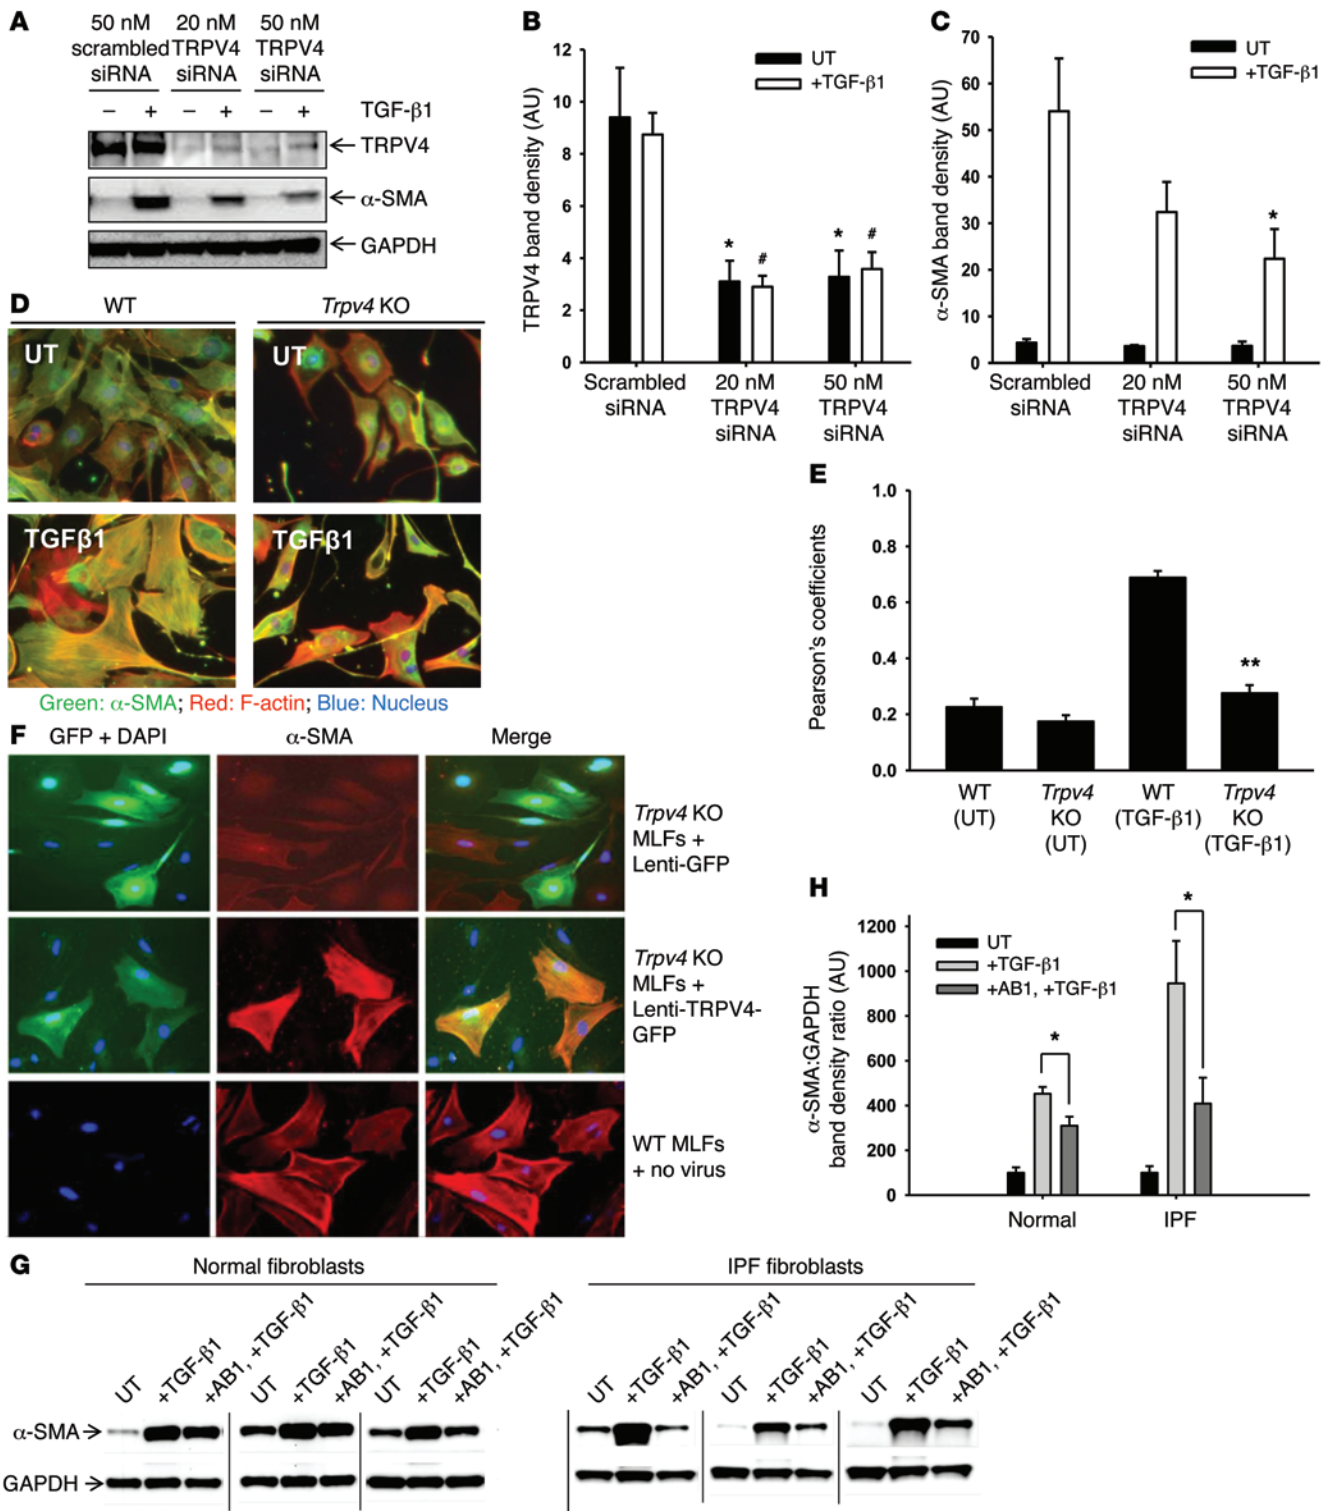 A
50 nM
scrambled
siRNA
20 nM
TRPV4
siRNA
50 nM
TRPV4
siRNA
– + – + – + TGF-β1
TRPV4
α-SMA
GAPDH
B
TRPV4 band density (AU)
12
10
8
6
4
2
0
UT
+TGF-β1
* # * #
Scrambled
siRNA
20 nM
TRPV4
siRNA
50 nM
TRPV4
siRNA
C
α-SMA band density (AU)
70
60
50
40
30
20
10
0
UT
+TGF-β1
*
Scrambled
siRNA
20 nM
TRPV4
siRNA
50 nM
TRPV4
siRNA
D
WT
Trpv4 KO
UT
UT
TGFβ1
TGFβ1
Green: α-SMA; Red: F-actin; Blue: Nucleus
E
Pearson's coefficients
1.0
0.8
0.6
0.4
0.2
0.0
**
WT
(UT)
Trpv4
KO
(UT)
WT
(TGF-β1)
Trpv4
KO
(TGF-β1)
F
GFP + DAPI
α-SMA
Merge
Trpv4 KO
MLFs +
Lenti-GFP
Trpv4 KO
MLFs +
Lenti-TRPV4-
GFP
WT MLFs
+ no virus
H
α-SMA:GAPDH
band density ratio (AU)
1200
1000
800
600
400
200
0
UT
+TGF-β1
+AB1, +TGF-β1
*
*
Normal
IPF
G
Normal fibroblasts
IPF fibroblasts
UT
+TGF-β1
+AB1, +TGF-β1
UT
+TGF-β1
+AB1, +TGF-β1
UT
+TGF-β1
+AB1, +TGF-β1
UT
+TGF-β1
+AB1, +TGF-β1
UT
+TGF-β1
+AB1, +TGF-β1
UT
+TGF-β1
+AB1, +TGF-β1
α-SMA
GAPDH